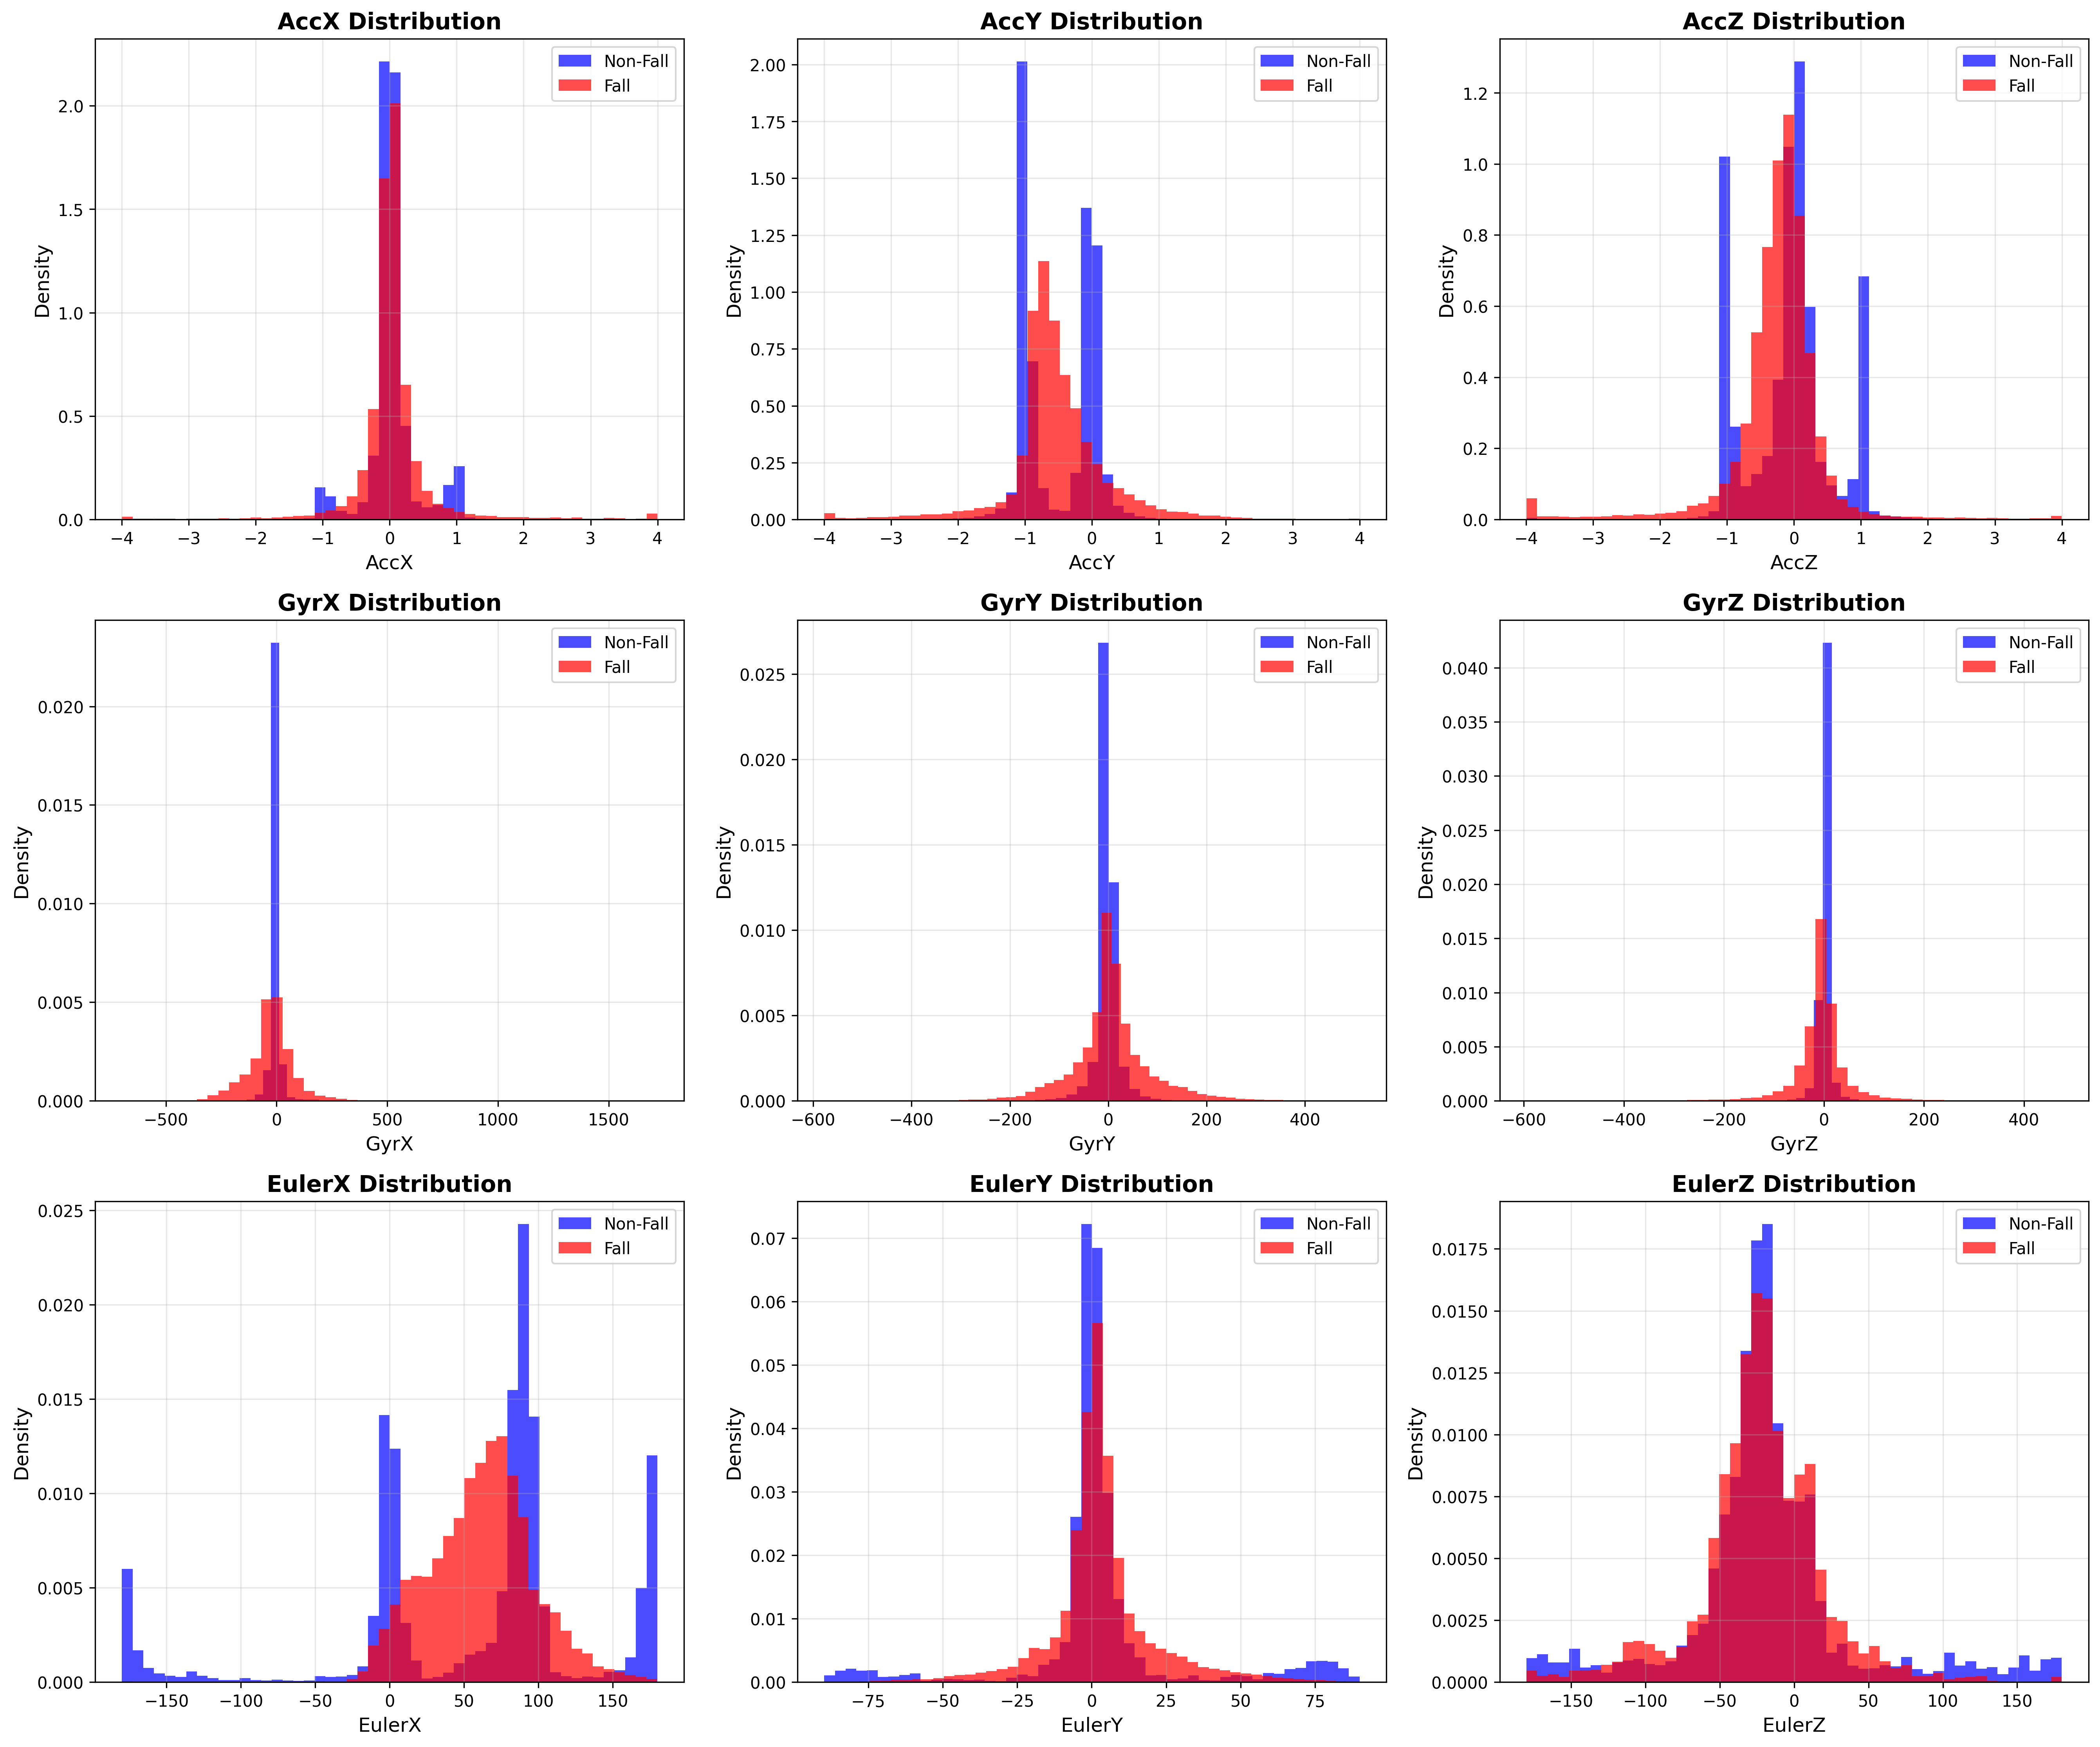 AccX Distribution
Density
2.0
1.5
1.0
0.5
0.0
−4 −3 −2 −1 0 1 2 3 4
AccX
Non-Fall
Fall
AccY Distribution
Density
2.00
1.75
1.50
1.25
1.00
0.75
0.50
0.25
0.00
−4 −3 −2 −1 0 1 2 3 4
AccY
Non-Fall
Fall
AccZ Distribution
Density
1.2
1.0
0.8
0.6
0.4
0.2
0.0
−4 −3 −2 −1 0 1 2 3 4
AccZ
Non-Fall
Fall
GyrX Distribution
Density
0.020
0.015
0.010
0.005
0.000
−500 0 500 1000 1500
GyrX
Non-Fall
Fall
GyrY Distribution
Density
0.025
0.020
0.015
0.010
0.005
0.000
−600 −400 −200 0 200 400
GyrY
Non-Fall
Fall
GyrZ Distribution
Density
0.040
0.035
0.030
0.025
0.020
0.015
0.010
0.005
0.000
−600 −400 −200 0 200 400
GyrZ
Non-Fall
Fall
EulerX Distribution
Density
0.025
0.020
0.015
0.010
0.005
0.000
−150 −100 −50 0 50 100 150
EulerX
Non-Fall
Fall
EulerY Distribution
Density
0.07
0.06
0.05
0.04
0.03
0.02
0.01
0.00
−75 −50 −25 0 25 50 75
EulerY
Non-Fall
Fall
EulerZ Distribution
Density
0.0175
0.0150
0.0125
0.0100
0.0075
0.0050
0.0025
0.0000
−150 −100 −50 0 50 100 150
EulerZ
Non-Fall
Fall